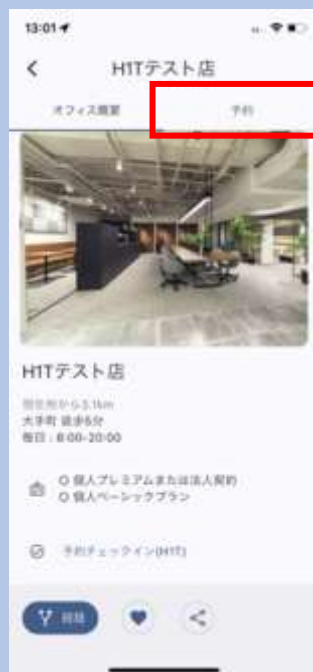 13:01
H1Tテスト店
オフィス概要
予約
H1Tテスト店
現在地から3.1km
大手町 徒歩6分
毎日：8:00-20:00
○ 個人プレミアムまたは法人契約
○ 個人ベーシックプラン
予約チェックイン(H1T)
経路